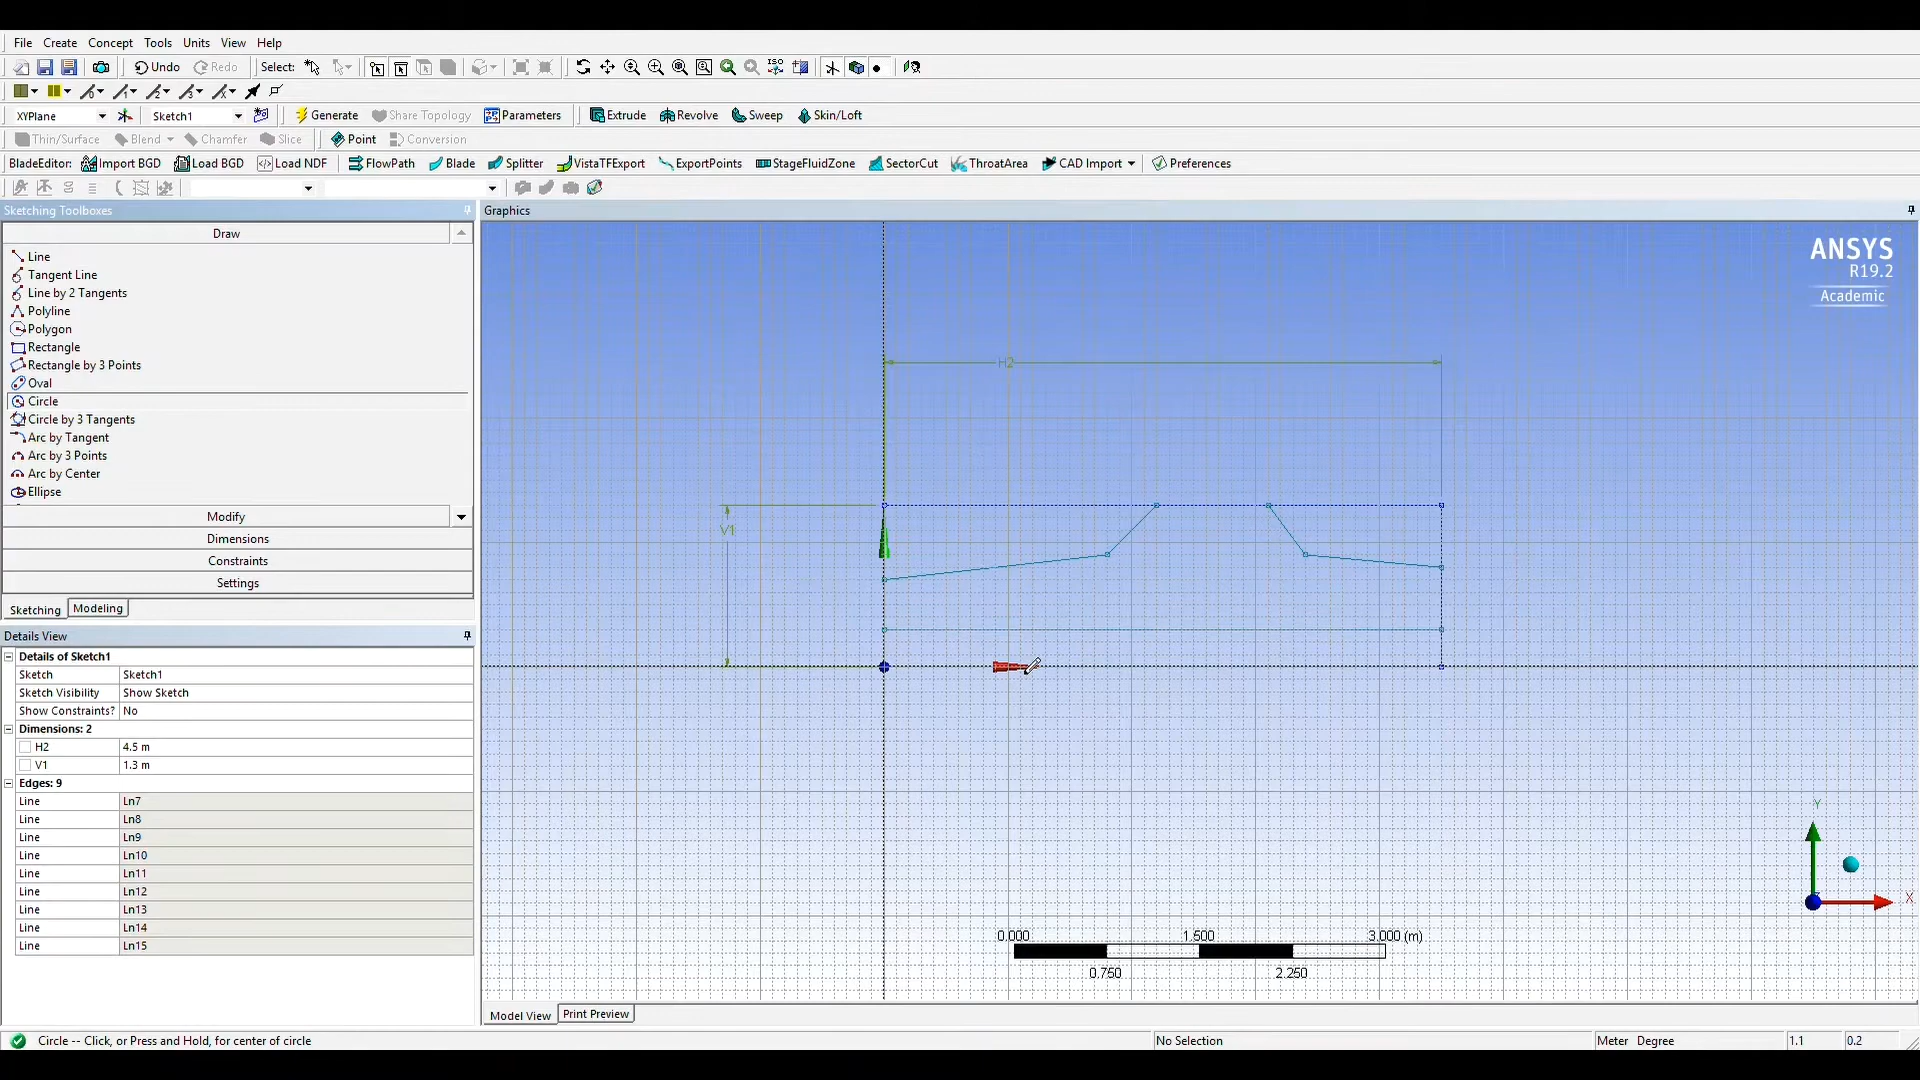 File Create Concept Tools Units View Help
Undo Redo Select: ISO
XYPlane Sketch1 Generate Share Topology Parameters Extrude Revolve Sweep Skin/Loft
Thin/Surface Blend Chamfer Slice Point Conversion
BladeEditor: Import BGD Load BGD Load NDF FlowPath Blade Splitter VistaTFExport ExportPoints StageFluidZone SectorCut ThroatArea CAD Import Preferences
Sketching Toolboxes
Draw
Line
Tangent Line
Line by 2 Tangents
Polyline
Polygon
Rectangle
Rectangle by 3 Points
Oval
Circle
Circle by 3 Tangents
Arc by Tangent
Arc by 3 Points
Arc by Center
Ellipse
Modify
Dimensions
Constraints
Settings
Sketching Modeling
Details View
Details of Sketch1
Sketch Sketch1
Sketch Visibility Show Sketch
Show Constraints? No
Dimensions: 2
H2 4.5 m
V1 1.3 m
Edges: 9
Line Ln7
Line Ln8
Line Ln9
Line Ln10
Line Ln11
Line Ln12
Line Ln13
Line Ln14
Line Ln15
Graphics
ANSYS
R19.2
Academic
H2
V1
Y
X
0.000 1.500 3.000 (m)
0.750 2.250
Model View Print Preview
Circle -- Click, or Press and Hold, for center of circle No Selection Meter Degree 1.1 0.2